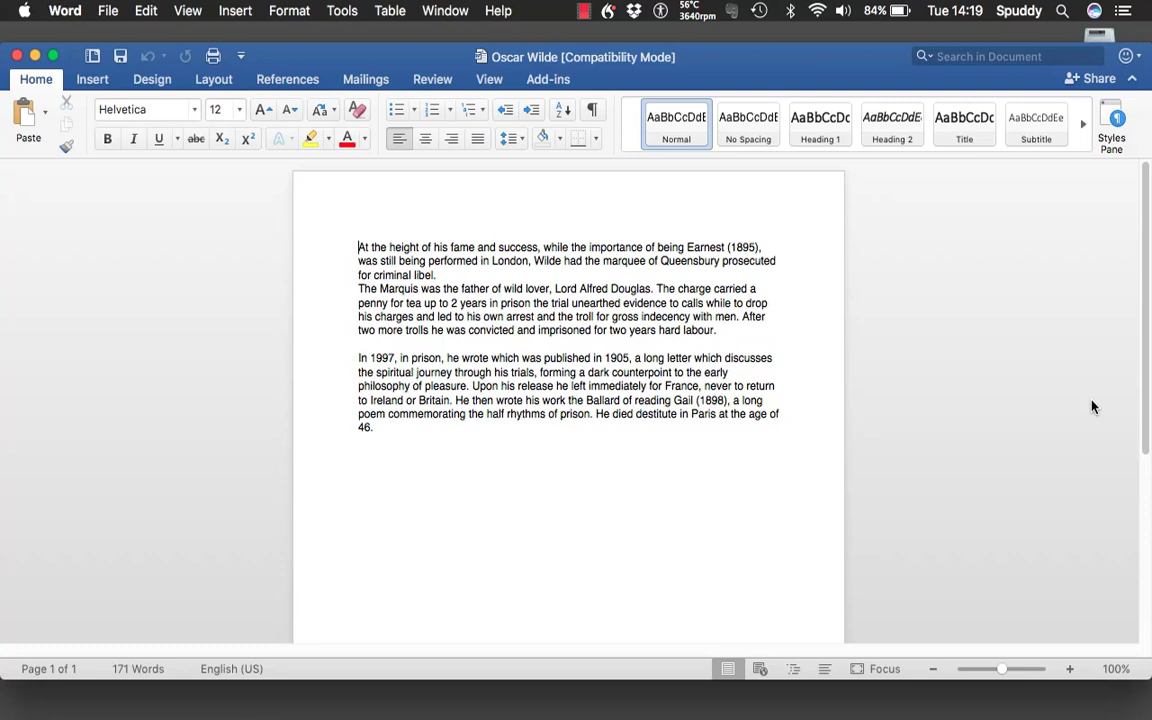 Word File Edit View Insert Format Tools Table Window Help 56°C 3640rpm 84% Tue 14:19 Spuddy
Oscar Wilde [Compatibility Mode] Search in Document
Home Insert Design Layout References Mailings Review View Add-ins Share
Paste Helvetica 12 A A Aa A AaBbCcDdE AaBbCcDdE AaBbCcDc AaBbCcDdE AaBbCcDc AaBbCcDdEe
B I U abc X₂ X² A A Normal No Spacing Heading 1 Heading 2 Title Subtitle Styles Pane
At the height of his fame and success, while the importance of being Earnest (1895),
was still being performed in London, Wilde had the marquee of Queensbury prosecuted
for criminal libel.
The Marquis was the father of wild lover, Lord Alfred Douglas. The charge carried a
penny for tea up to 2 years in prison the trial unearthed evidence to calls while to drop
his charges and led to his own arrest and the troll for gross indecency with men. After
two more trolls he was convicted and imprisoned for two years hard labour.
In 1997, in prison, he wrote which was published in 1905, a long letter which discusses
the spiritual journey through his trials, forming a dark counterpoint to the early
philosophy of pleasure. Upon his release he left immediately for France, never to return
to Ireland or Britain. He then wrote his work the Ballard of reading Gail (1898), a long
poem commemorating the half rhythms of prison. He died destitute in Paris at the age of
46.
Page 1 of 1 171 Words English (US) Focus 100%